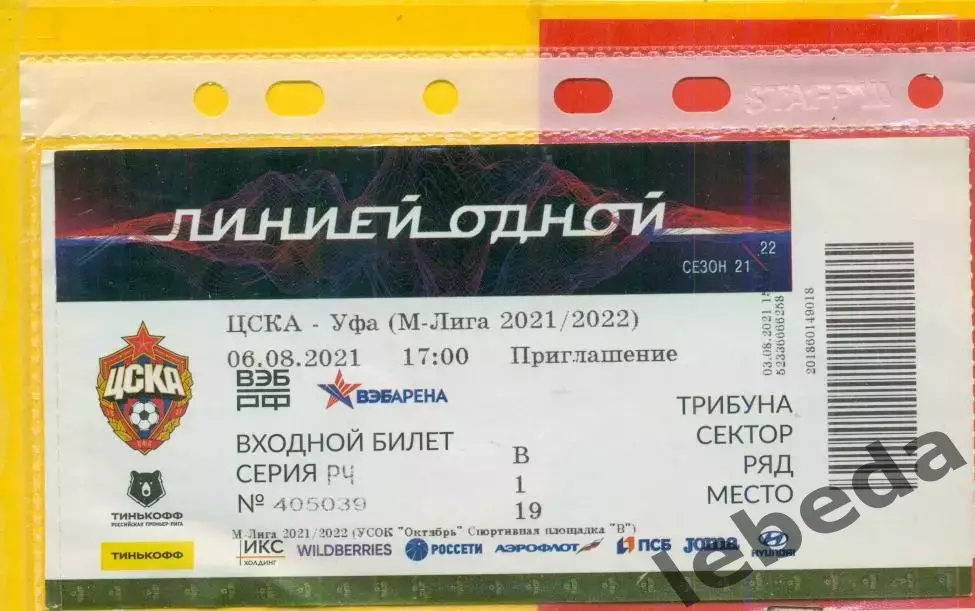 STAFF
ЛИНИЕЙ ОДНОЙ
СЕЗОН 21 22
ЦСКА - Уфа (М-Лига 2021/2022)
06.08.2021 17:00 Приглашение
ЦСКА
ВЭБ РФ
ВЭБАРЕНА
ВХОДНОЙ БИЛЕТ
СЕРИЯ РЧ
№ 405039
В
1
19
ТРИБУНА
СЕКТОР
РЯД
МЕСТО
03.08.2021
52336666258
201860149018
ТИНЬКОФФ
РОССИЙСКАЯ ПРЕМЬЕР-ЛИГА
ТИНЬКОФФ
М-Лига 2021/2022 (УСОК "Октябрь" Спортивная площадка "В")
ИКС ХОЛДИНГ
WILDBERRIES
РОССЕТИ
АЭРОФЛОТ
ПСБ
Joma
HYUNDAI
lebeda